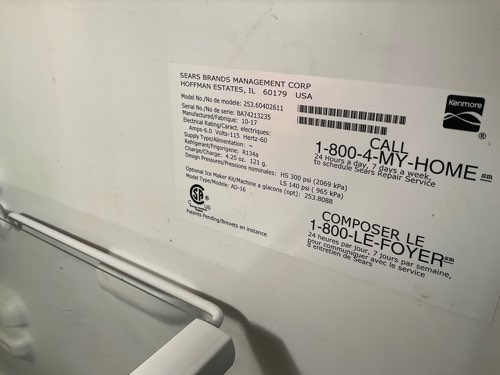 SEARS BRANDS MANAGEMENT CORP
HOFFMAN ESTATES, IL 60179 USA
Model No./No de modele: 253.60402611
Serial No./No de serie: BA74213235
Manufactured/Fabrique: 10-17
Electrical Rating/Caract. electriques:
Amps-6.0 Volts-115 Hertz-60
Supply Type/Alimentation: ~
Refrigerant/Frigorigene: R134a
Charge/Charge: 4.25 oz. 121 g.
Design Pressures/Pressions nominales: HS 300 psi (2069 kPa)
LS 140 psi ( 965 kPa)
Optional Ice Maker Kit/Machine a glacons (opt): 253.8088
Model Type/Modele: AD-16
SA
Patents Pending/Brevets en instance
Kenmore
CALL
1-800-4-MY-HOME sm
24 Hours a day, 7 days a week,
to schedule Sears Repair Service
COMPOSER LE
1-800-LE-FOYER sm
24 heures par jour, 7 jours par semaine,
pour communiquer avec le service
d entretien de Sears